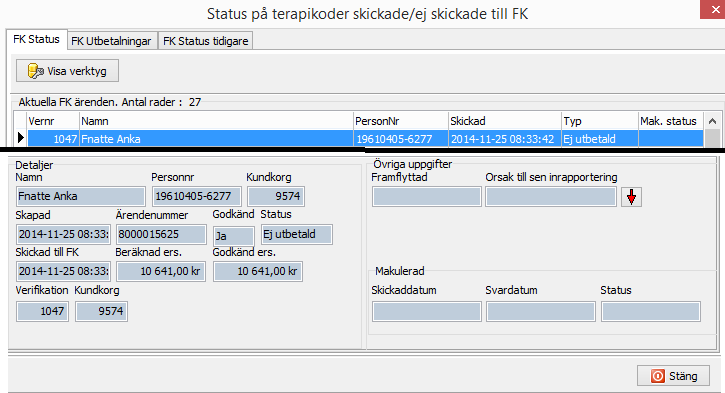 Status på terapikoder skickade/ej skickade till FK
FK Status FK Utbetalningar FK Status tidigare
Visa verktyg
Aktuella FK ärenden. Antal rader : 27
Vernr Namn PersonNr Skickad Typ Mak. status
1047 Fnatte Anka 19610405-6277 2014-11-25 08:33:42 Ej utbetald
Detaljer
Namn Personnr Kundkorg
Fnatte Anka 19610405-6277 9574
Skapad Ärendenummer Godkänd Status
2014-11-25 08:33: 8000015625 Ja Ej utbetald
Skickad till FK Beräknad ers. Godkänd ers.
2014-11-25 08:33: 10 641,00 kr 10 641,00 kr
Verifikation Kundkorg
1047 9574
Övriga uppgifter
Framflyttad Orsak till sen inrapportering
Makulerad
Skickaddatum Svardatum Status
Stäng